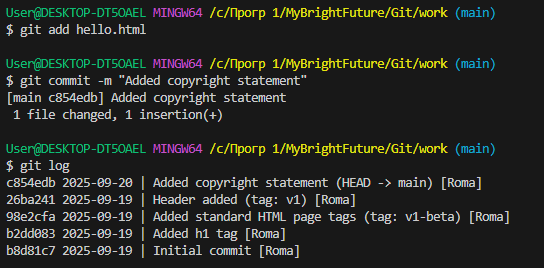 User@DESKTOP-DT5OAEL MINGW64 /c/Прогр 1/MyBrightFuture/Git/work (main)
$ git add hello.html
User@DESKTOP-DT5OAEL MINGW64 /c/Прогр 1/MyBrightFuture/Git/work (main)
$ git commit -m "Added copyright statement"
[main c854edb] Added copyright statement
 1 file changed, 1 insertion(+)
User@DESKTOP-DT5OAEL MINGW64 /c/Прогр 1/MyBrightFuture/Git/work (main)
$ git log
c854edb 2025-09-20 | Added copyright statement (HEAD -> main) [Roma]
26ba241 2025-09-19 | Header added (tag: v1) [Roma]
98e2cfa 2025-09-19 | Added standard HTML page tags (tag: v1-beta) [Roma]
b2dd083 2025-09-19 | Added h1 tag [Roma]
b8d81c7 2025-09-19 | Initial commit [Roma]